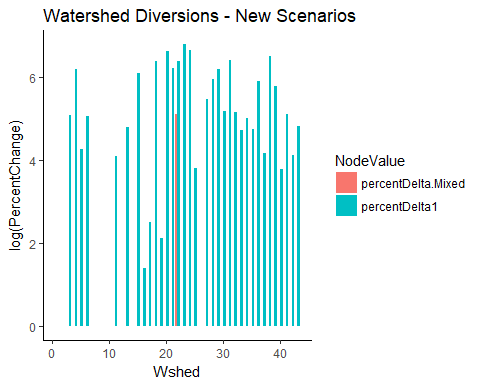 Watershed Diversions - New Scenarios
log(PercentChange)
6
4
2
0
0 10 20 30 40
Wshed
NodeValue
percentDelta.Mixed
percentDelta1